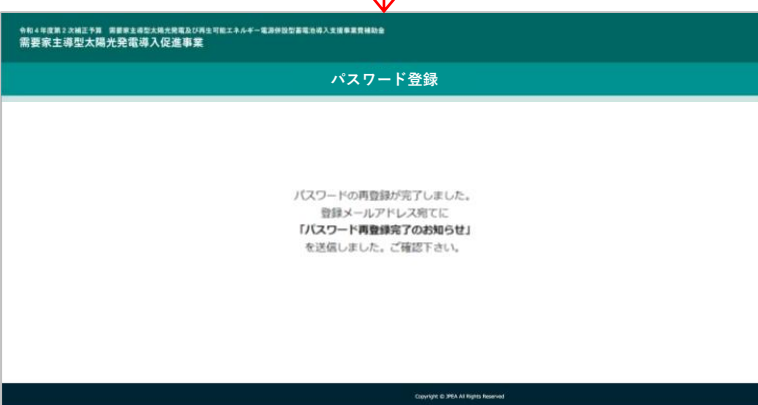 令和４年度第２次補正予算　需要家主導型太陽光発電及び再生可能エネルギー電源併設型蓄電池導入支援事業費補助金
需要家主導型太陽光発電導入促進事業
パスワード登録
パスワードの再登録が完了しました。
登録メールアドレス宛てに
「パスワード再登録完了のお知らせ」
を送信しました。ご確認下さい。
Copyright © JPEA All Rights Reserved